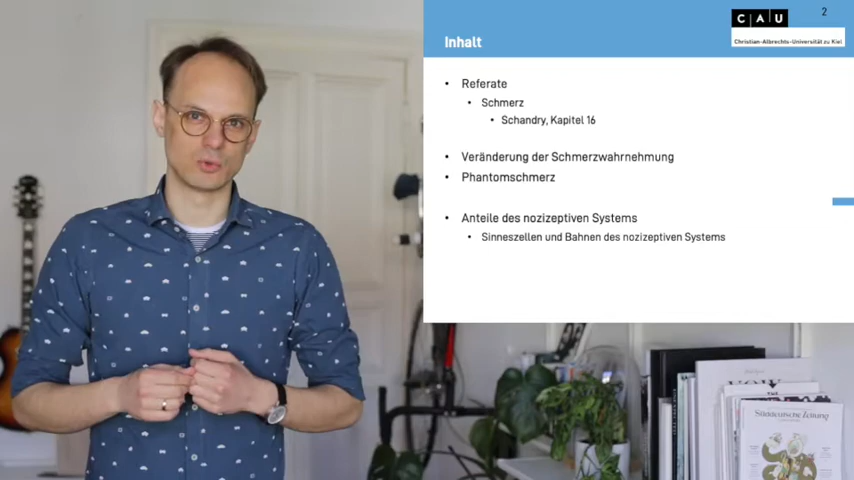 Inhalt
C A U
2
Christian-Albrechts-Universität zu Kiel
• Referate
• Schmerz
• Schandry, Kapitel 16
• Veränderung der Schmerzwahrnehmung
• Phantomschmerz
• Anteile des nozizeptiven Systems
• Sinneszellen und Bahnen des nozizeptiven Systems
Süddeutsche Zeitung